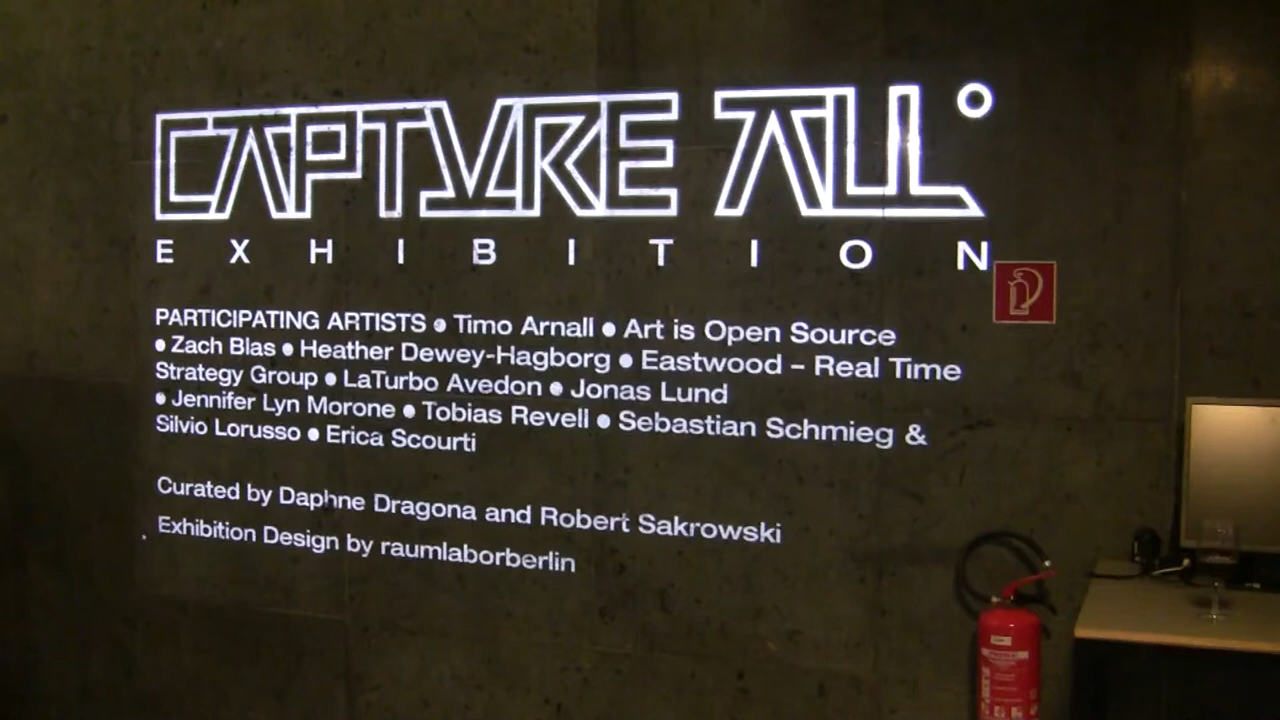 CAPTURE ALL°
EXHIBITION
PARTICIPATING ARTISTS ● Timo Arnall ● Art is Open Source
● Zach Blas ● Heather Dewey-Hagborg ● Eastwood – Real Time
Strategy Group ● LaTurbo Avedon ● Jonas Lund
● Jennifer Lyn Morone ● Tobias Revell ● Sebastian Schmieg &
Silvio Lorusso ● Erica Scourti
Curated by Daphne Dragona and Robert Sakrowski
Exhibition Design by raumlaborberlin